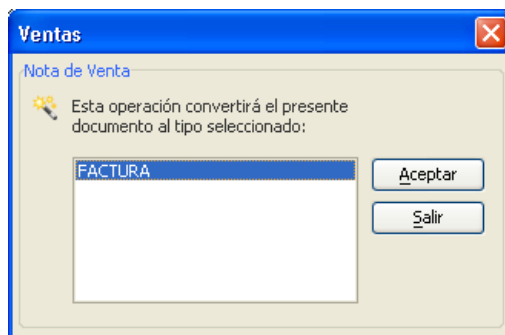 Ventas
Nota de Venta
Esta operación convertirá el presente
documento al tipo seleccionado:
FACTURA
Aceptar
Salir